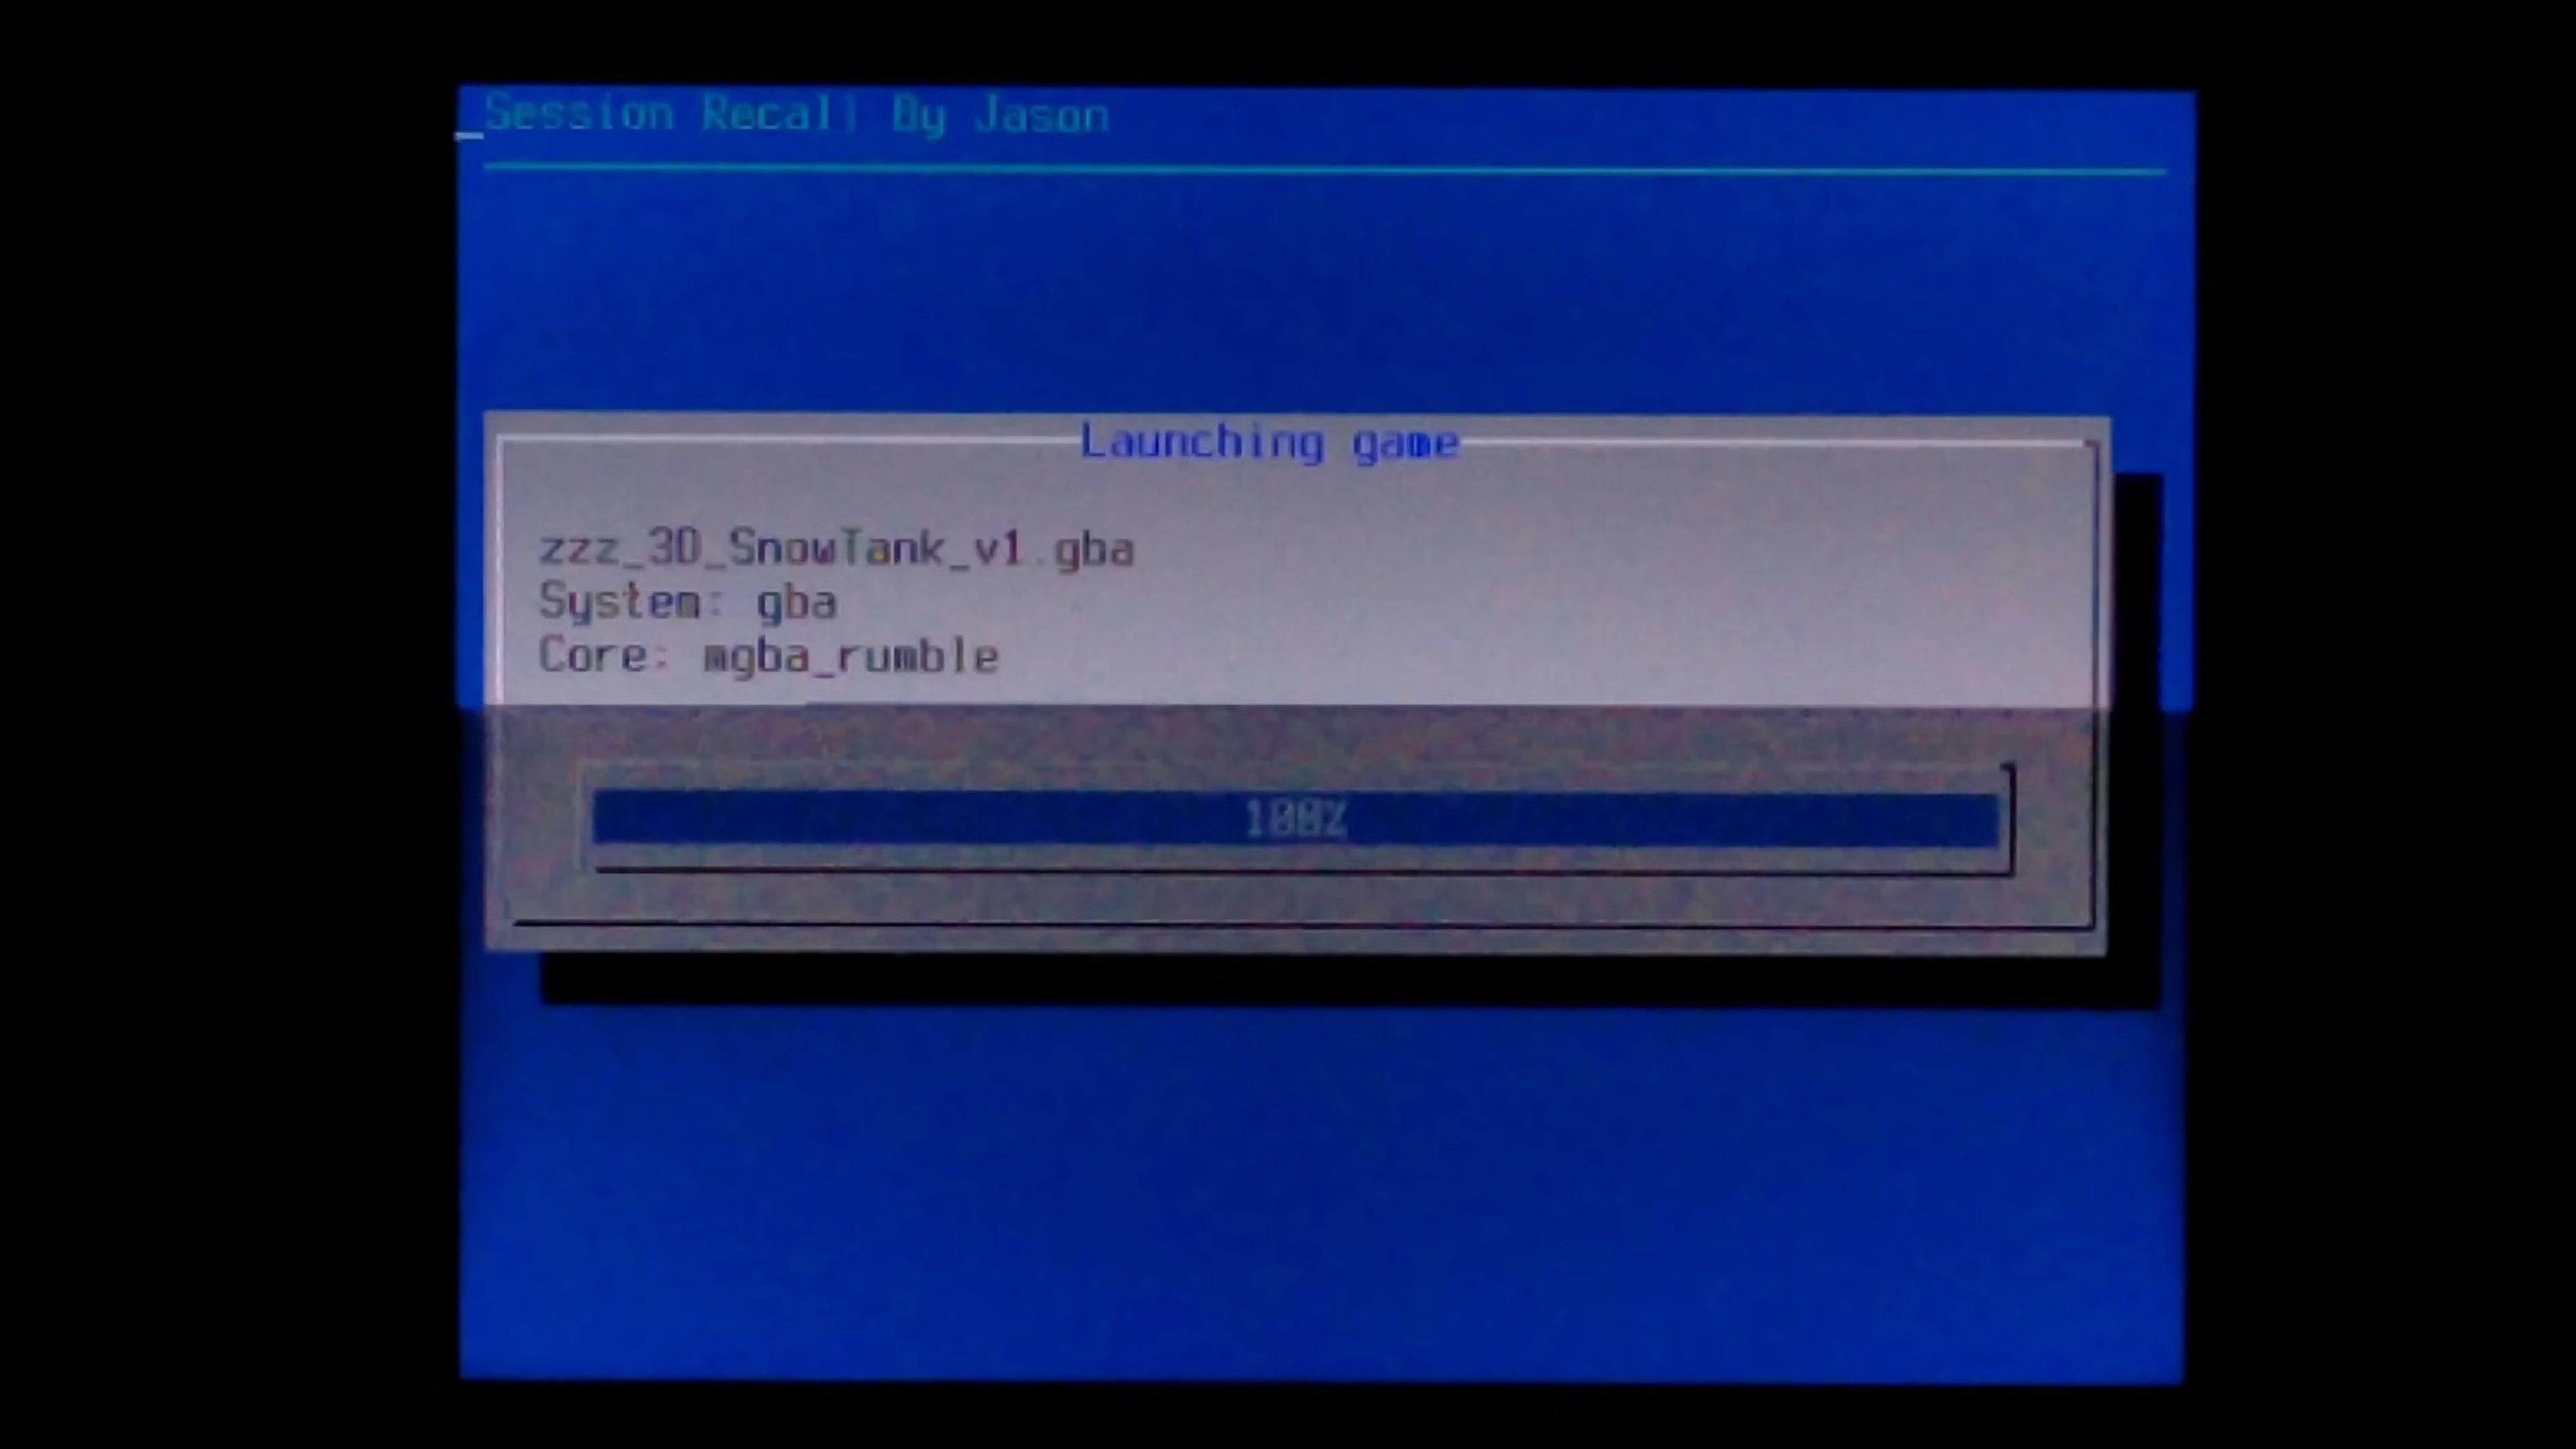 Session Recall By Jason
Launching game
zzz_3D_SnowTank_v1.gba
System: gba
Core: mgba_rumble
100%